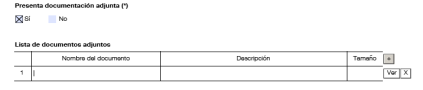 Presenta documentación adjunta (*)
Sí No
Lista de documentos adjuntos
Nombre del documento Descripción Tamaño +
1 Ver X